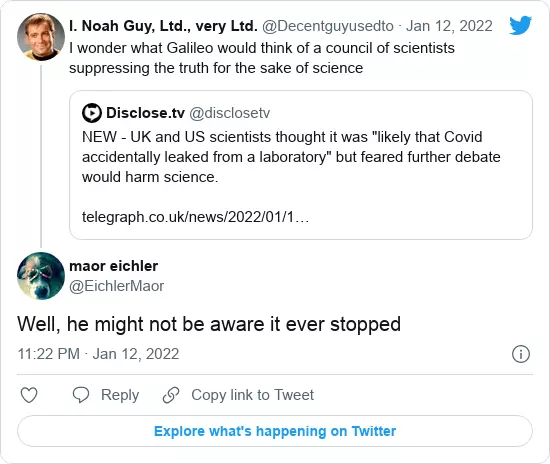 I. Noah Guy, Ltd., very Ltd. @Decentguyusedto · Jan 12, 2022
I wonder what Galileo would think of a council of scientists
suppressing the truth for the sake of science
Disclose.tv @disclosetv
NEW - UK and US scientists thought it was "likely that Covid
accidentally leaked from a laboratory" but feared further debate
would harm science.
telegraph.co.uk/news/2022/01/1…
maor eichler
@EichlerMaor
Well, he might not be aware it ever stopped
11:22 PM · Jan 12, 2022
Reply
Copy link to Tweet
Explore what's happening on Twitter